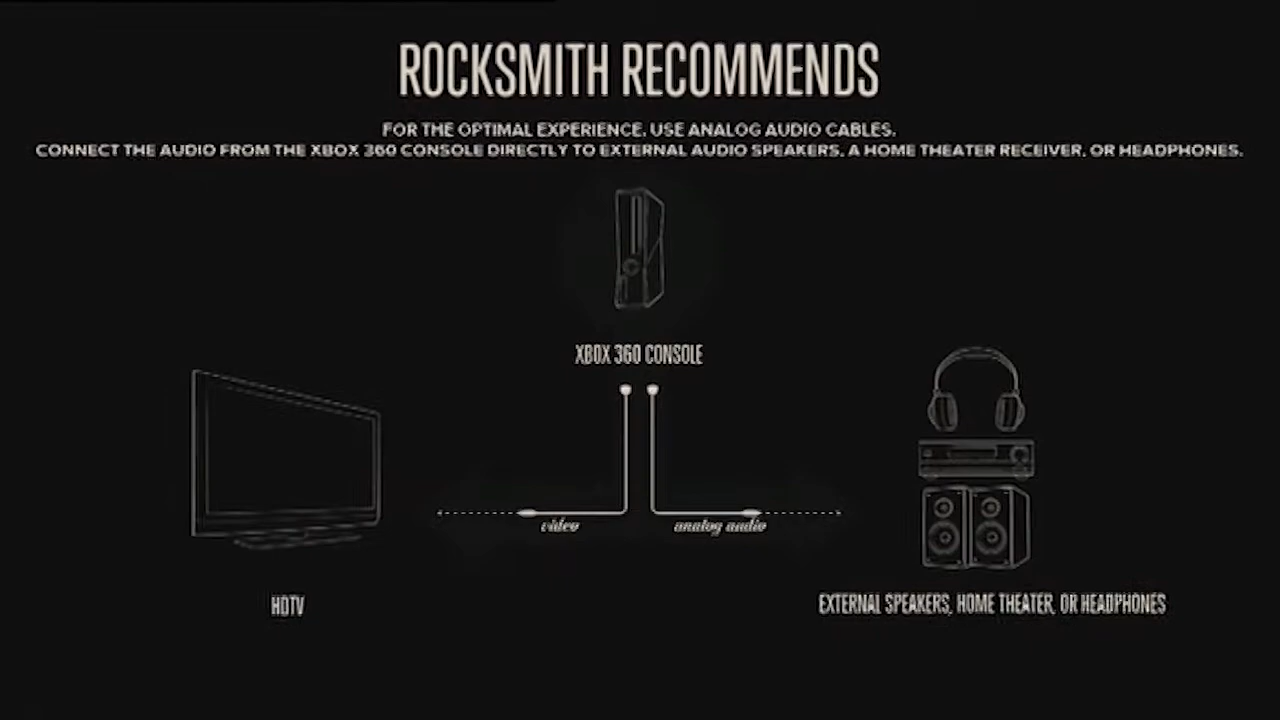 ROCKSMITH RECOMMENDS
FOR THE OPTIMAL EXPERIENCE, USE ANALOG AUDIO CABLES.
CONNECT THE AUDIO FROM THE XBOX 360 CONSOLE DIRECTLY TO EXTERNAL AUDIO SPEAKERS, A HOME THEATER RECEIVER, OR HEADPHONES.
XBOX 360 CONSOLE
video
analog audio
HDTV
EXTERNAL SPEAKERS, HOME THEATER, OR HEADPHONES